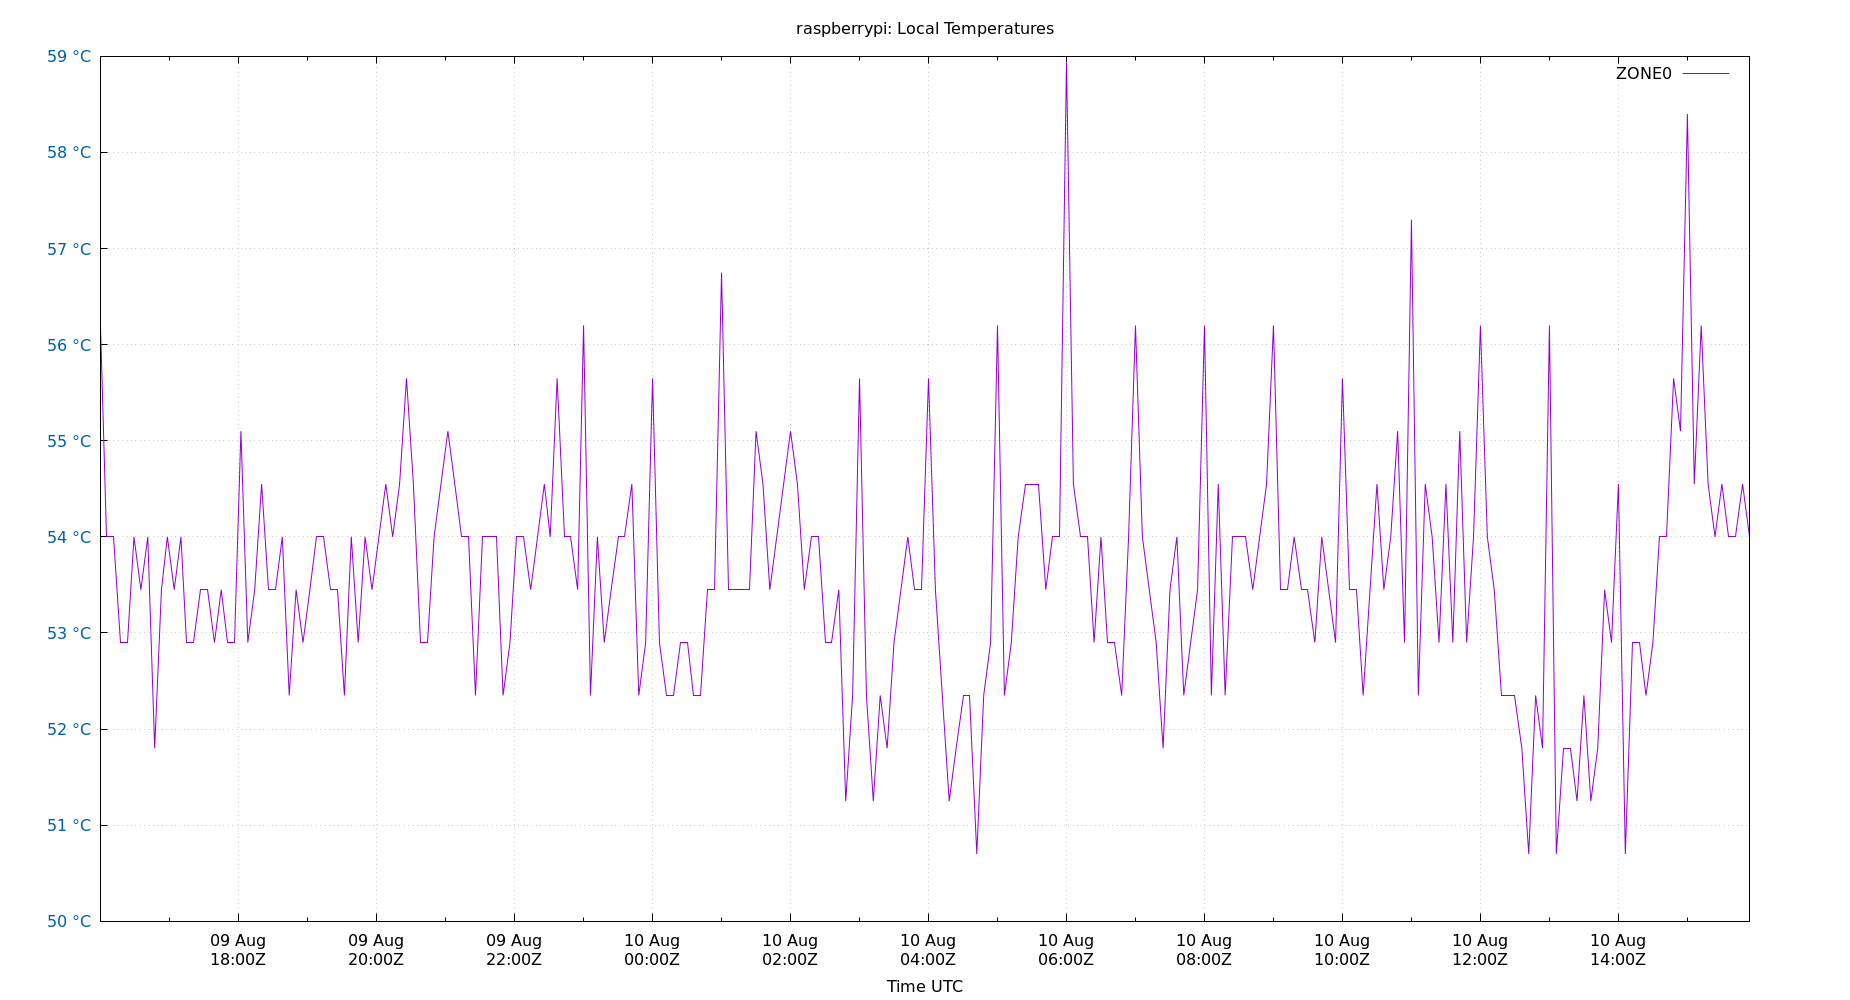 raspberrypi: Local Temperatures
59 °C
58 °C
57 °C
56 °C
55 °C
54 °C
53 °C
52 °C
51 °C
50 °C
ZONE0
09 Aug 18:00Z
09 Aug 20:00Z
09 Aug 22:00Z
10 Aug 00:00Z
10 Aug 02:00Z
10 Aug 04:00Z
10 Aug 06:00Z
10 Aug 08:00Z
10 Aug 10:00Z
10 Aug 12:00Z
10 Aug 14:00Z
Time UTC